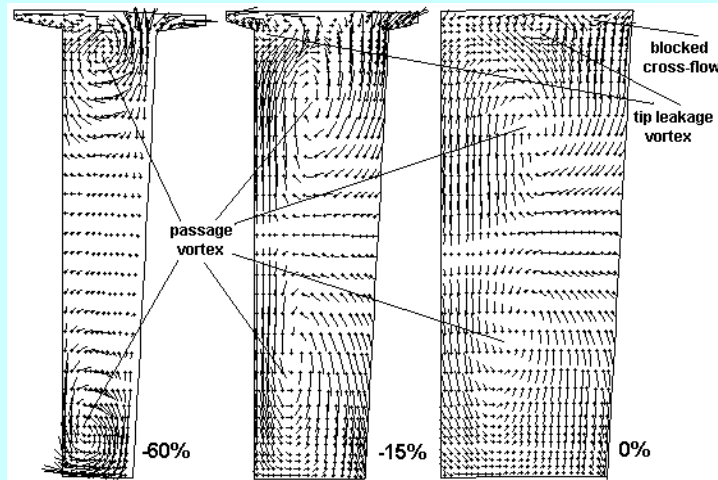 blocked
cross-flow
tip leakage
vortex
passage
vortex
-60%
-15%
0%